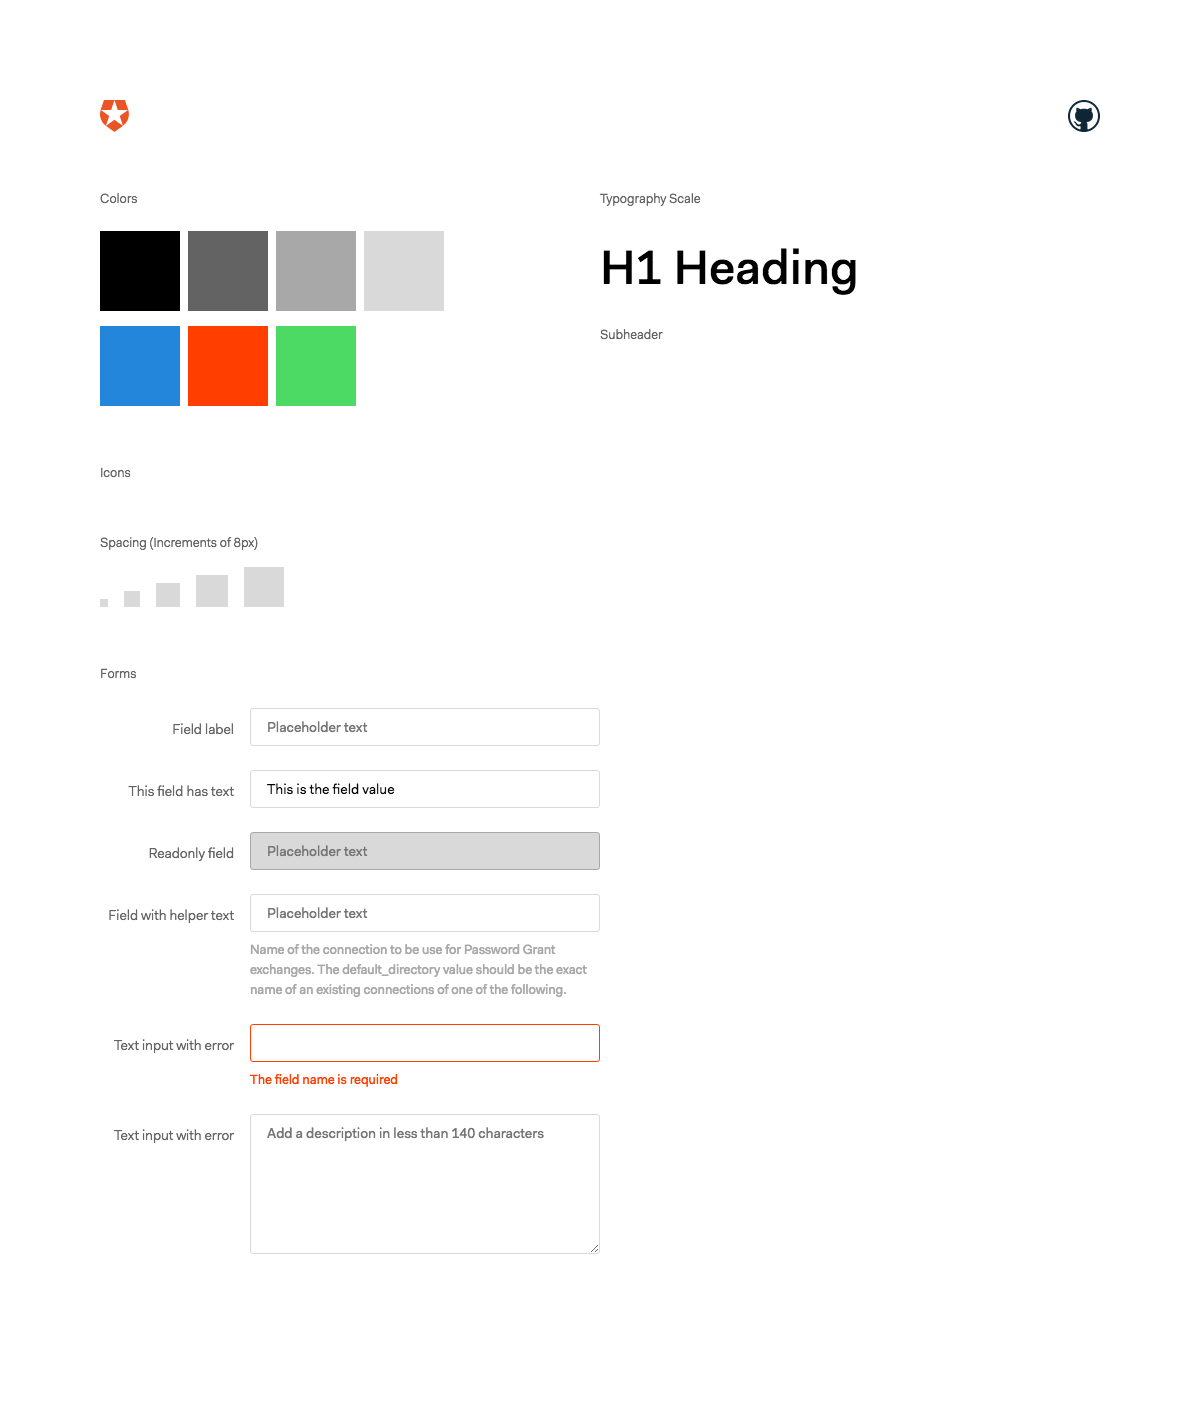 Colors
Typography Scale
H1 Heading
Subheader
Icons
Spacing (Increments of 8px)
Forms
Field label
Placeholder text
This field has text
This is the field value
Readonly field
Placeholder text
Field with helper text
Placeholder text
Name of the connection to be use for Password Grant
exchanges. The default_directory value should be the exact
name of an existing connections of one of the following.
Text input with error
The field name is required
Text input with error
Add a description in less than 140 characters